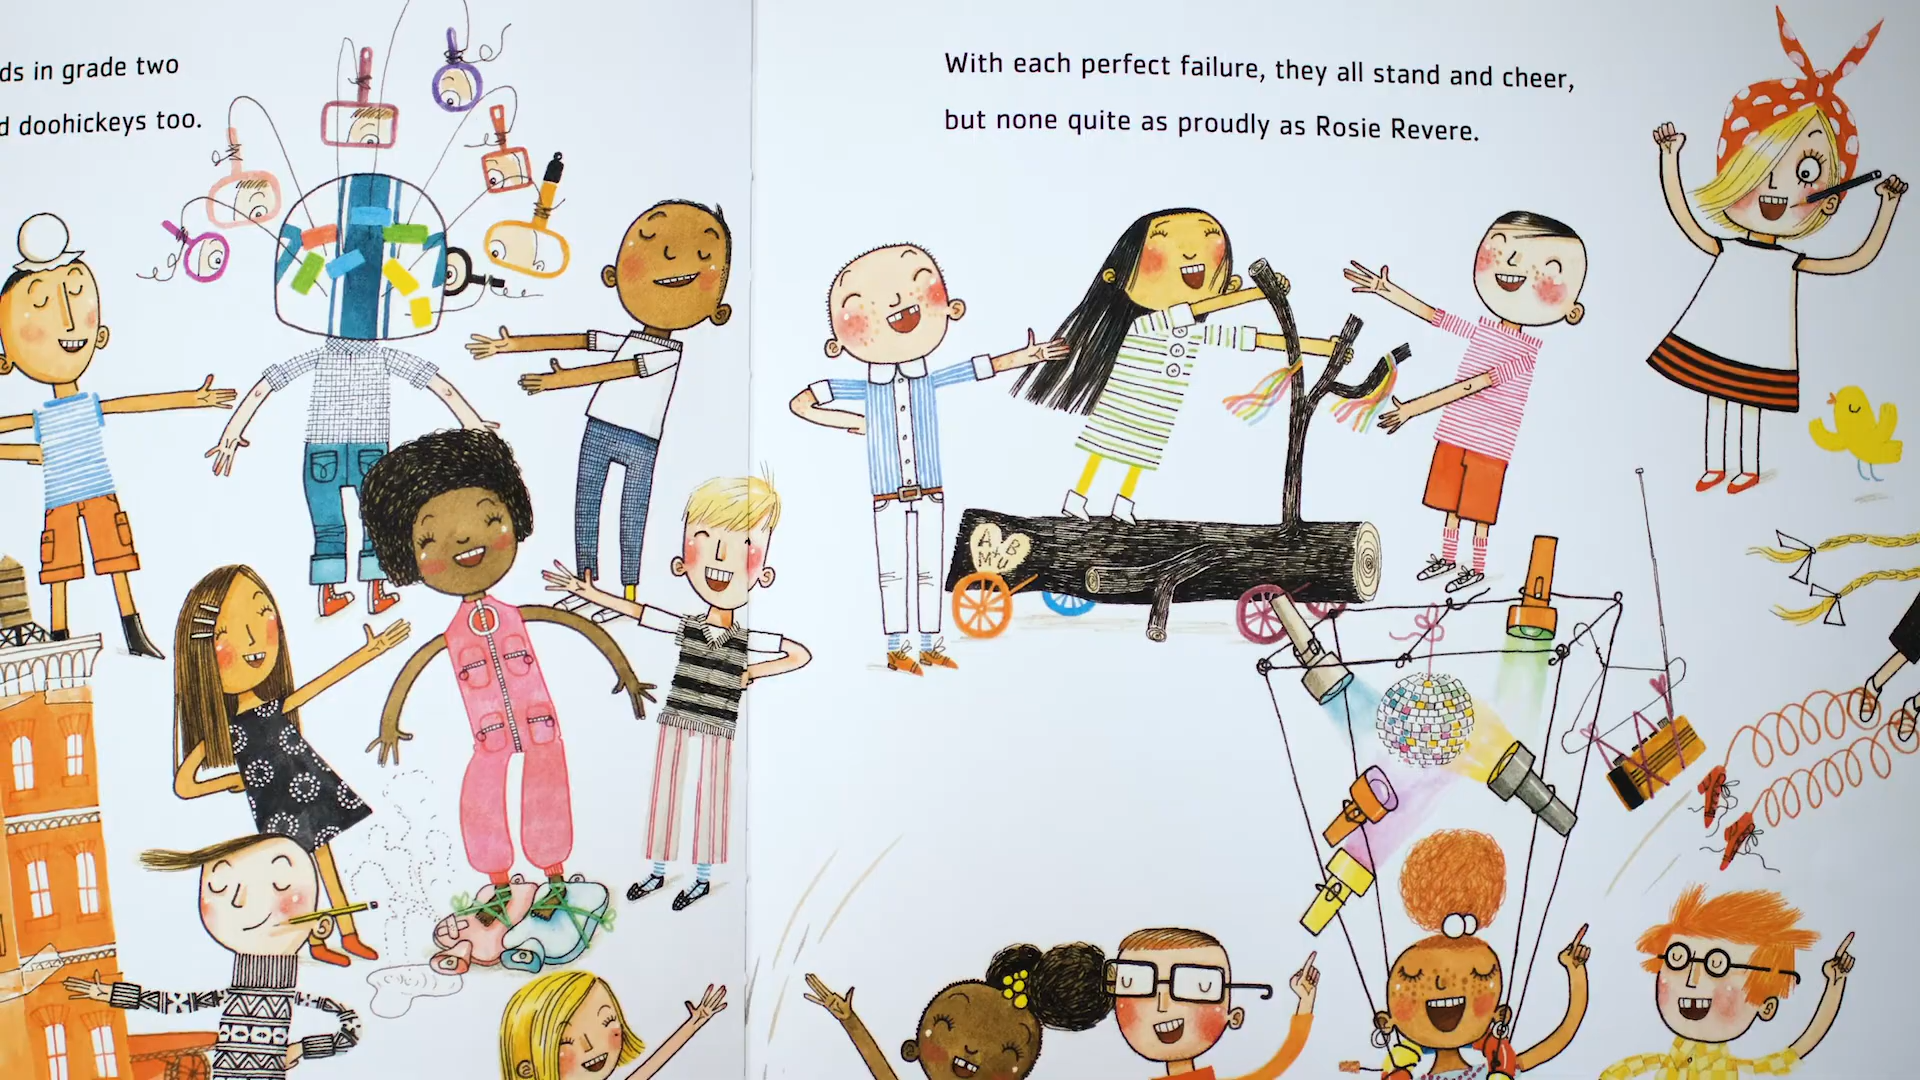 ds in grade two
d doohickeys too.
With each perfect failure, they all stand and cheer,
but none quite as proudly as Rosie Revere.
A B
M+U